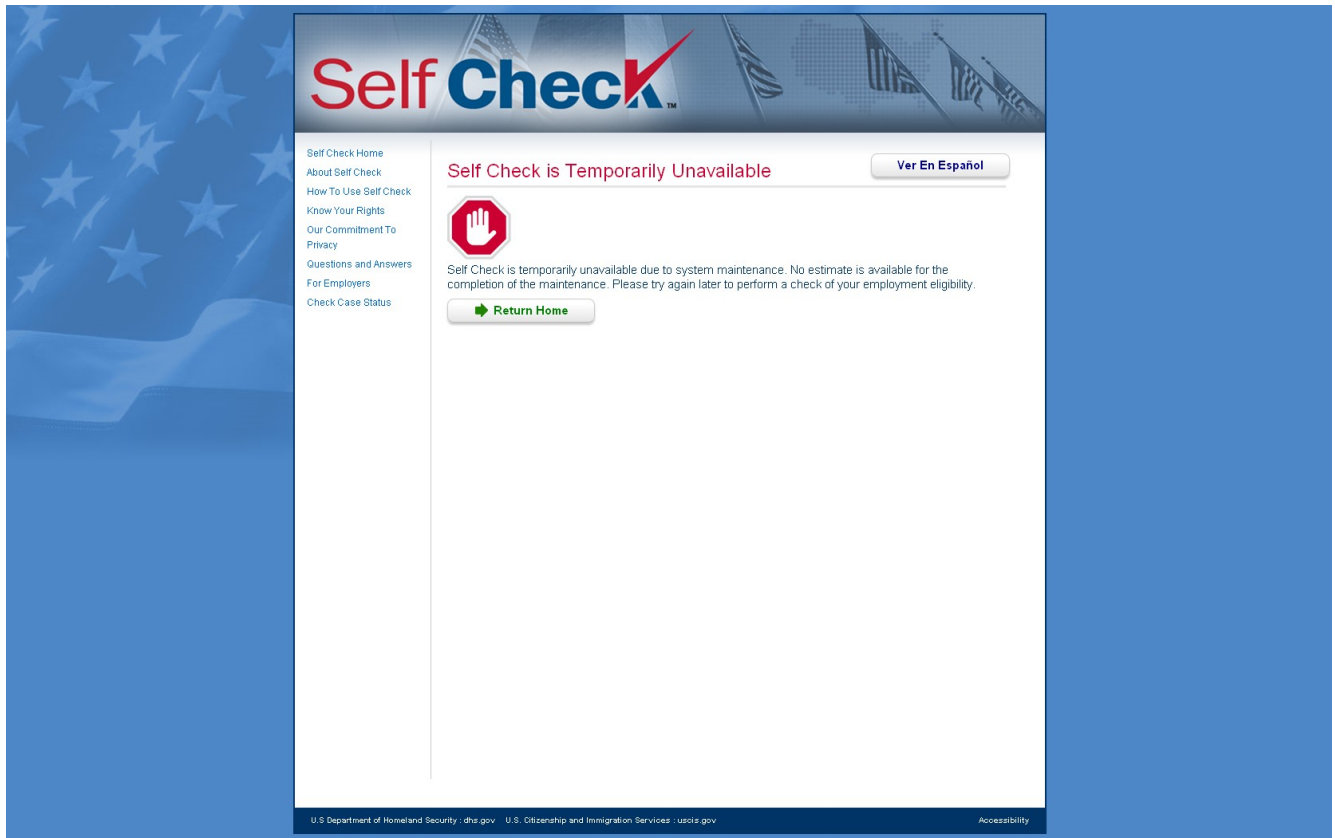 Self Check™
Self Check Home
About Self Check
How To Use Self Check
Know Your Rights
Our Commitment To
Privacy
Questions and Answers
For Employers
Check Case Status
Self Check is Temporarily Unavailable
Ver En Español
Self Check is temporarily unavailable due to system maintenance. No estimate is available for the
completion of the maintenance. Please try again later to perform a check of your employment eligibility.
Return Home
U.S Department of Homeland Security : dhs.gov U.S. Citizenship and Immigration Services : uscis.gov Accessibility